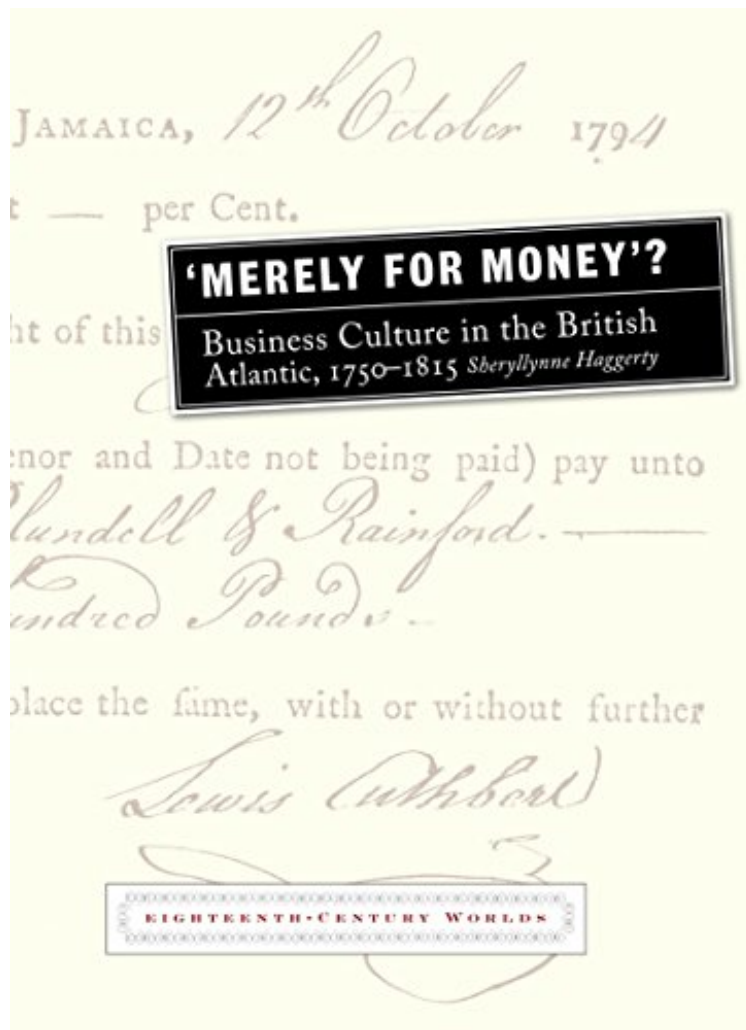 JAMAICA, 12th October 1794
t — per Cent.
'MERELY FOR MONEY'?
ht of this
Business Culture in the British
Atlantic, 1750–1815 Sheryllynne Haggerty
enor and Date not being paid) pay unto
lundell & Rainford. —
undred Pounds -
place the ſame, with or without further
Lewis Cuthbert
EIGHTEENTH-CENTURY WORLDS